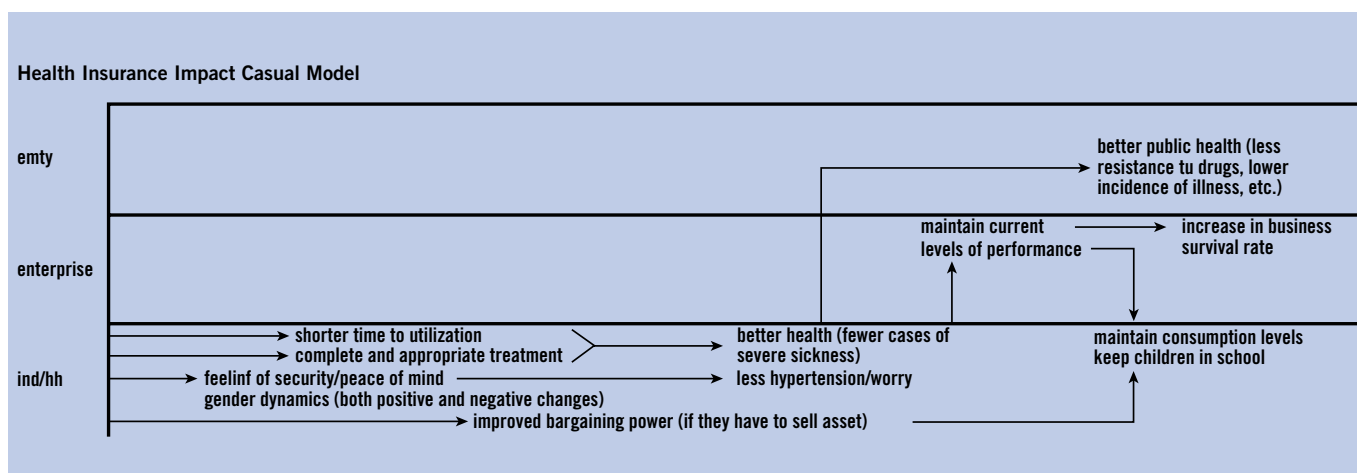 Health Insurance Impact Casual Model
emty
better public health (less
resistance tu drugs, lower
incidence of illness, etc.)
enterprise
maintain current
levels of performance
increase in business
survival rate
ind/hh
shorter time to utilization
complete and appropriate treatment
better health (fewer cases of
severe sickness)
maintain consumption levels
keep children in school
feelinf of security/peace of mind
gender dynamics (both positive and negative changes)
less hypertension/worry
improved bargaining power (if they have to sell asset)